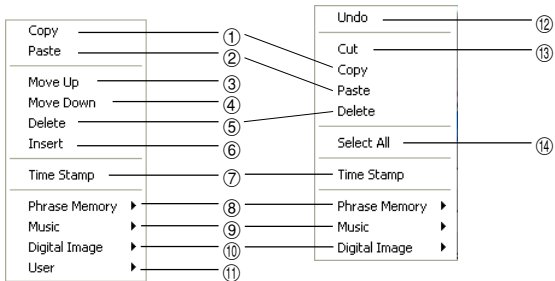 Copy
Paste
Move Up
Move Down
Delete
Insert
Time Stamp
Phrase Memory
Music
Digital Image
User
①
②
③
④
⑤
⑥
⑦
⑧
⑨
⑩
⑪
Undo
Cut
Copy
Paste
Delete
Select All
Time Stamp
Phrase Memory
Music
Digital Image
⑫
⑬
⑭